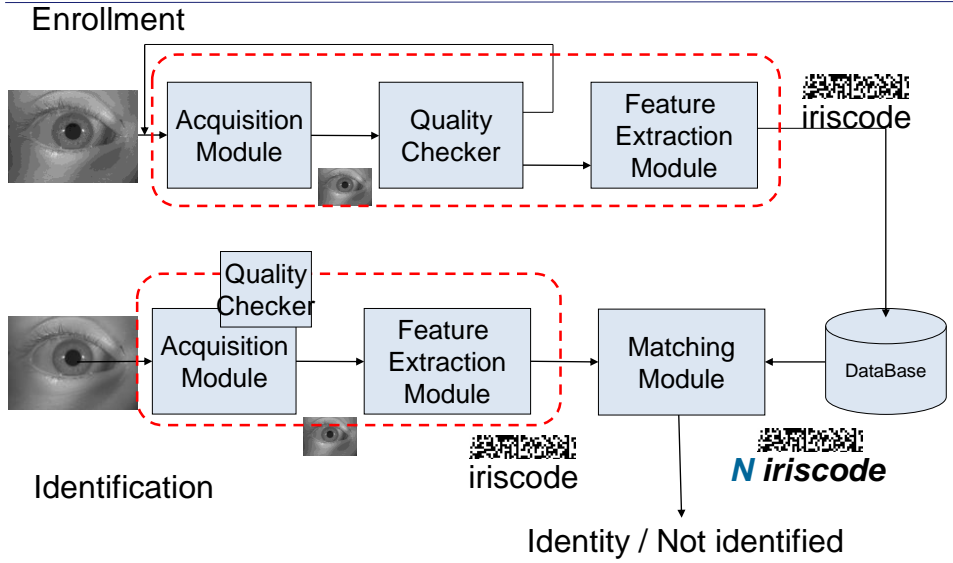 Enrollment
Acquisition
Module
Quality
Checker
Feature
Extraction
Module
iriscode
Quality
Checker
Acquisition
Module
Feature
Extraction
Module
Matching
Module
DataBase
iriscode
N iriscode
Identification
Identity / Not identified